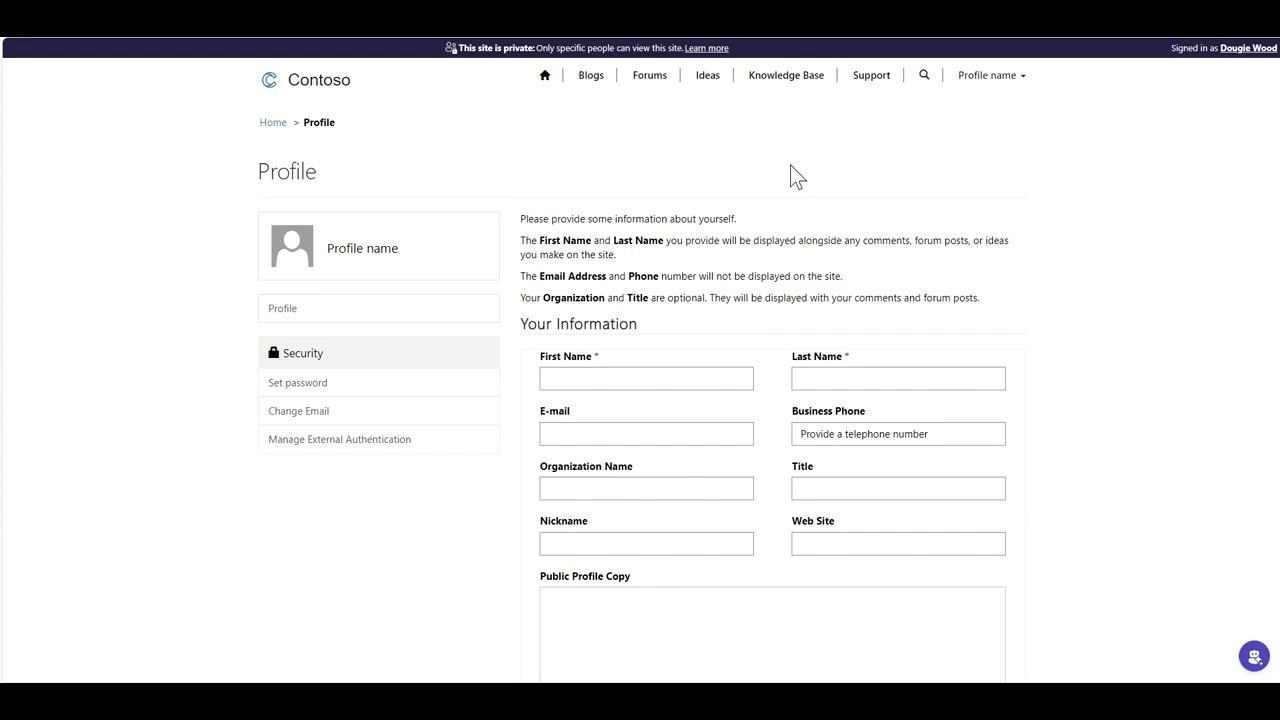 This site is private: Only specific people can view this site. Learn more
Signed in as Dougie Wood
Contoso
Blogs
Forums
Ideas
Knowledge Base
Support
Profile name
Home > Profile
Profile
Profile name
Profile
Security
Set password
Change Email
Manage External Authentication
Please provide some information about yourself.
The First Name and Last Name you provide will be displayed alongside any comments, forum posts, or ideas
you make on the site.
The Email Address and Phone number will not be displayed on the site.
Your Organization and Title are optional. They will be displayed with your comments and forum posts.
Your Information
First Name *
Last Name *
E-mail
Business Phone
Provide a telephone number
Organization Name
Title
Nickname
Web Site
Public Profile Copy